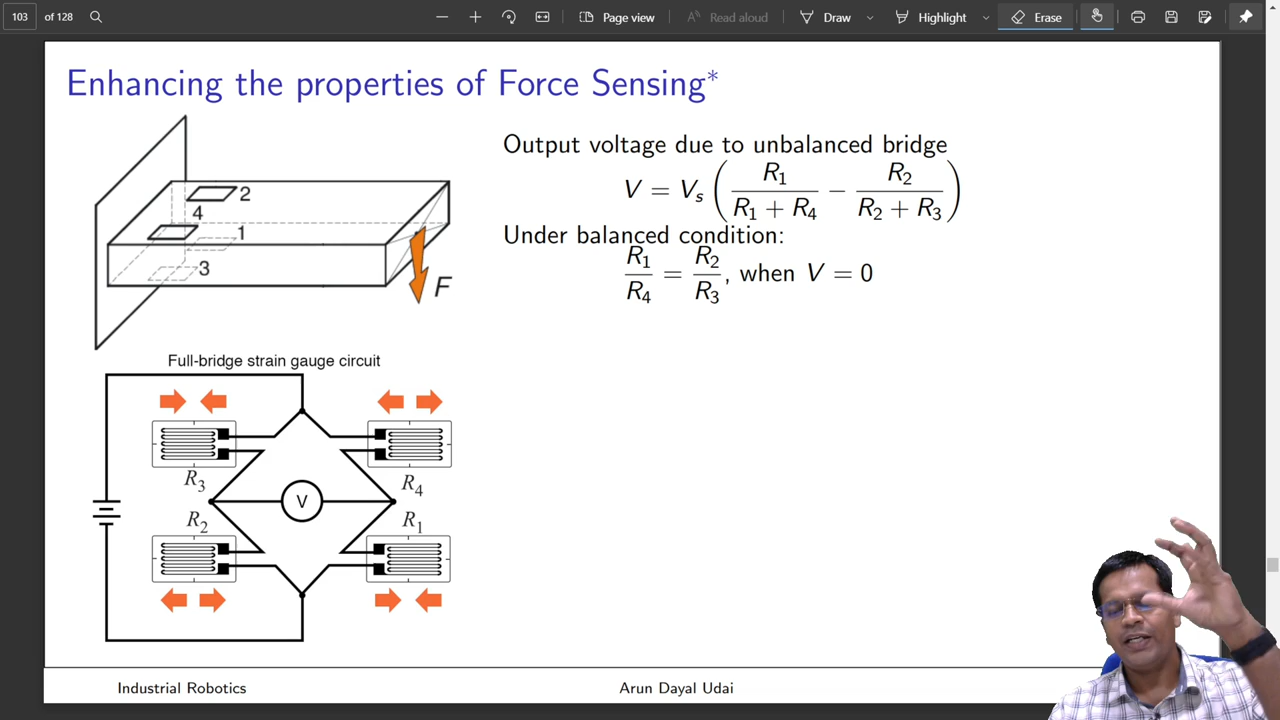 103 of 128 Page view Read aloud Draw Highlight Erase
Enhancing the properties of Force Sensing*
2
4
1
3
F
Output voltage due to unbalanced bridge
V = Vₛ ( R₁ / (R₁ + R₄) − R₂ / (R₂ + R₃) )
Under balanced condition:
R₁ / R₄ = R₂ / R₃, when V = 0
Full-bridge strain gauge circuit
R₃ R₄
V
R₂ R₁
Industrial Robotics Arun Dayal Udai